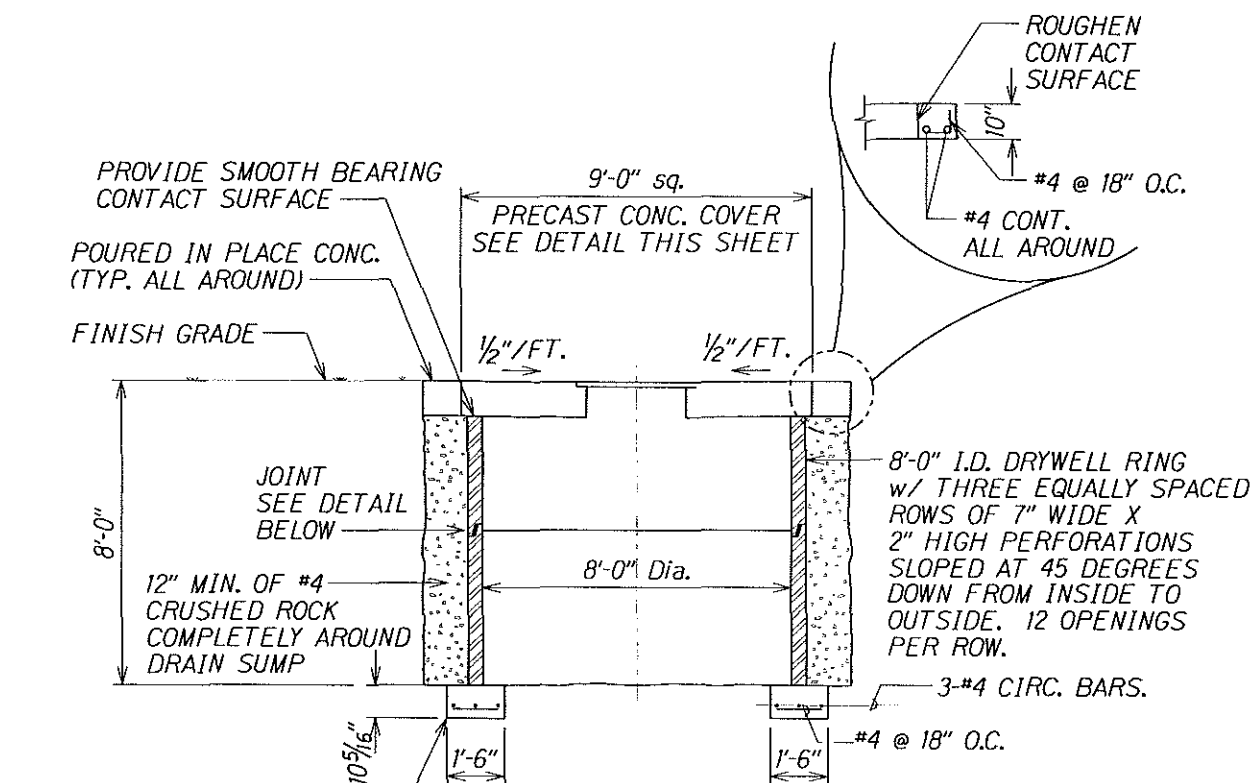 ROUGHEN
CONTACT
SURFACE
10"
#4 @ 18" O.C.
#4 CONT.
ALL AROUND
PROVIDE SMOOTH BEARING
CONTACT SURFACE
9'-0" sq.
PRECAST CONC. COVER
SEE DETAIL THIS SHEET
POURED IN PLACE CONC.
(TYP. ALL AROUND)
FINISH GRADE
½"/FT.
½"/FT.
8'-0"
JOINT
SEE DETAIL
BELOW
8'-0" Dia.
8'-0" I.D. DRYWELL RING
w/ THREE EQUALLY SPACED
ROWS OF 7" WIDE X
2" HIGH PERFORATIONS
SLOPED AT 45 DEGREES
DOWN FROM INSIDE TO
OUTSIDE. 12 OPENINGS
PER ROW.
12" MIN. OF #4
CRUSHED ROCK
COMPLETELY AROUND
DRAIN SUMP
3-#4 CIRC. BARS.
#4 @ 18" O.C.
10 5/16"
1'-6"
1'-6"